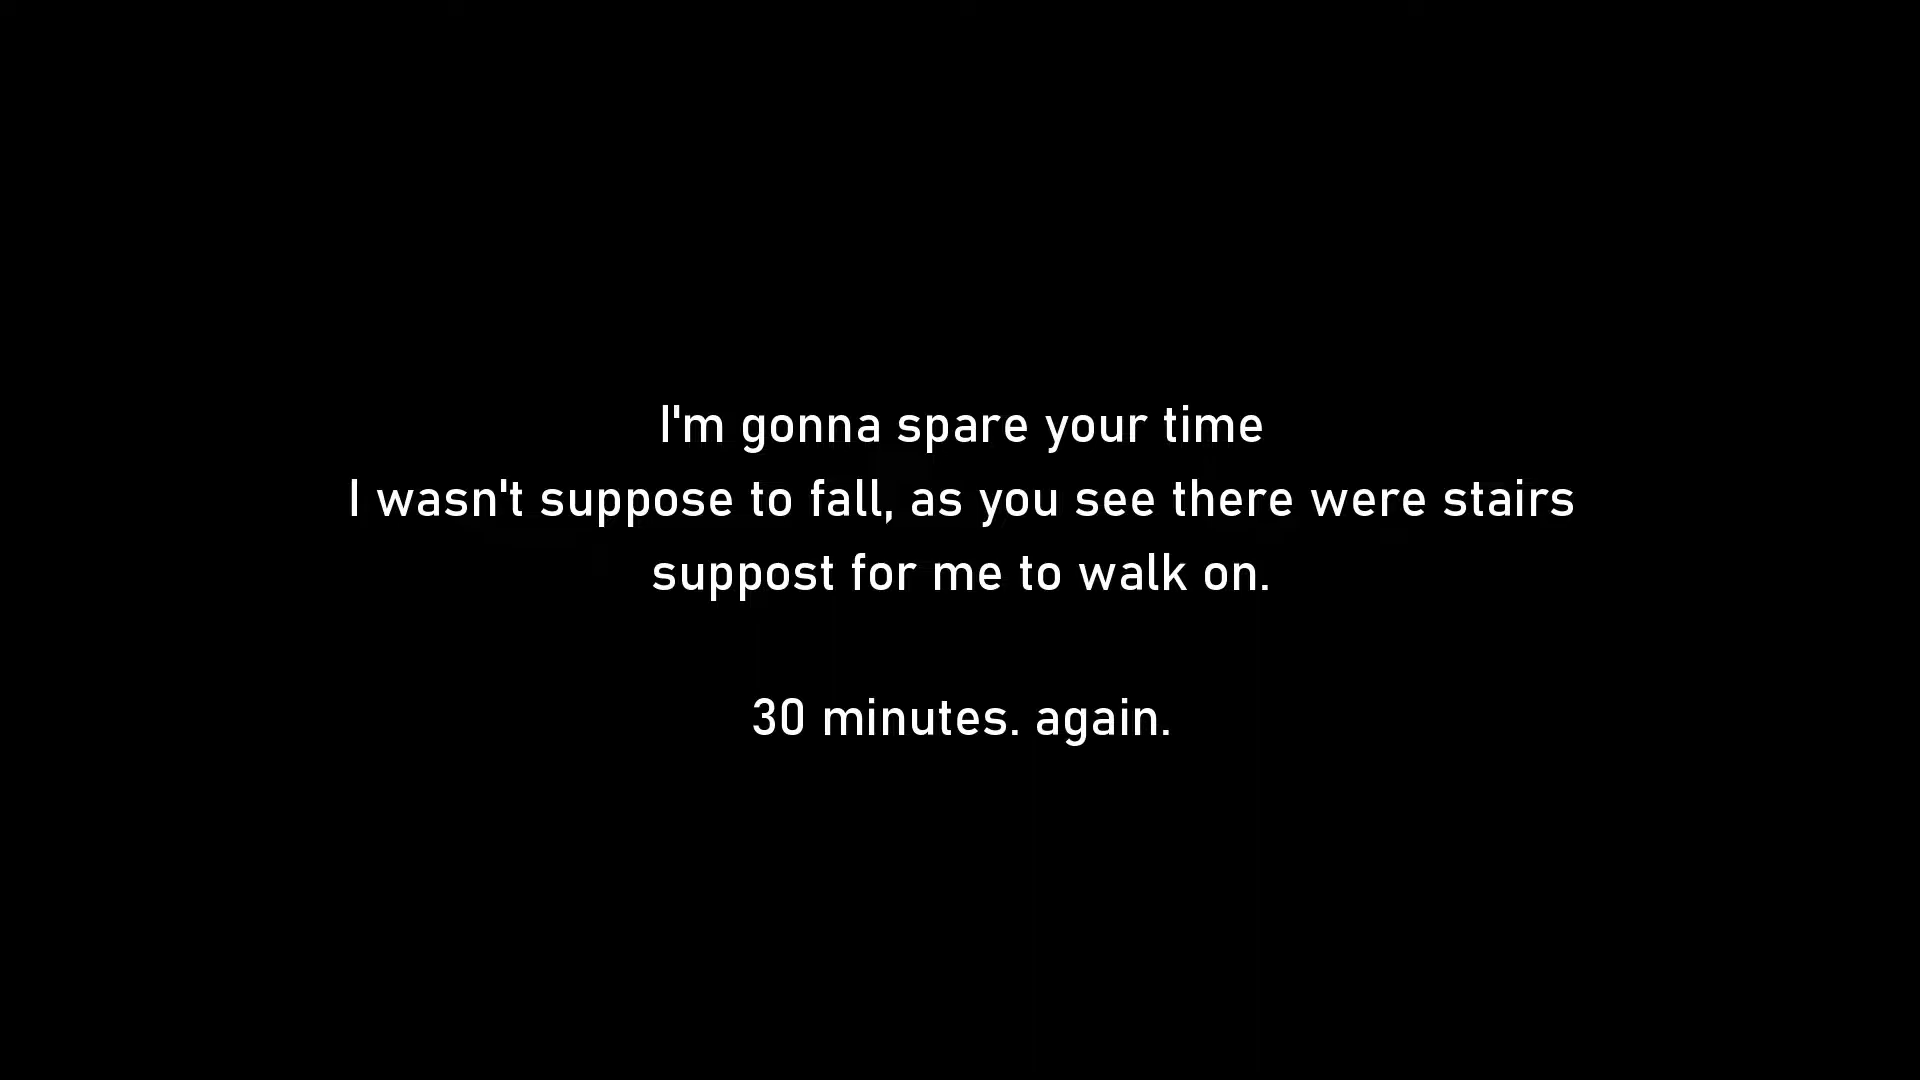 I'm gonna spare your time
I wasn't suppose to fall, as you see there were stairs
suppost for me to walk on.
30 minutes. again.